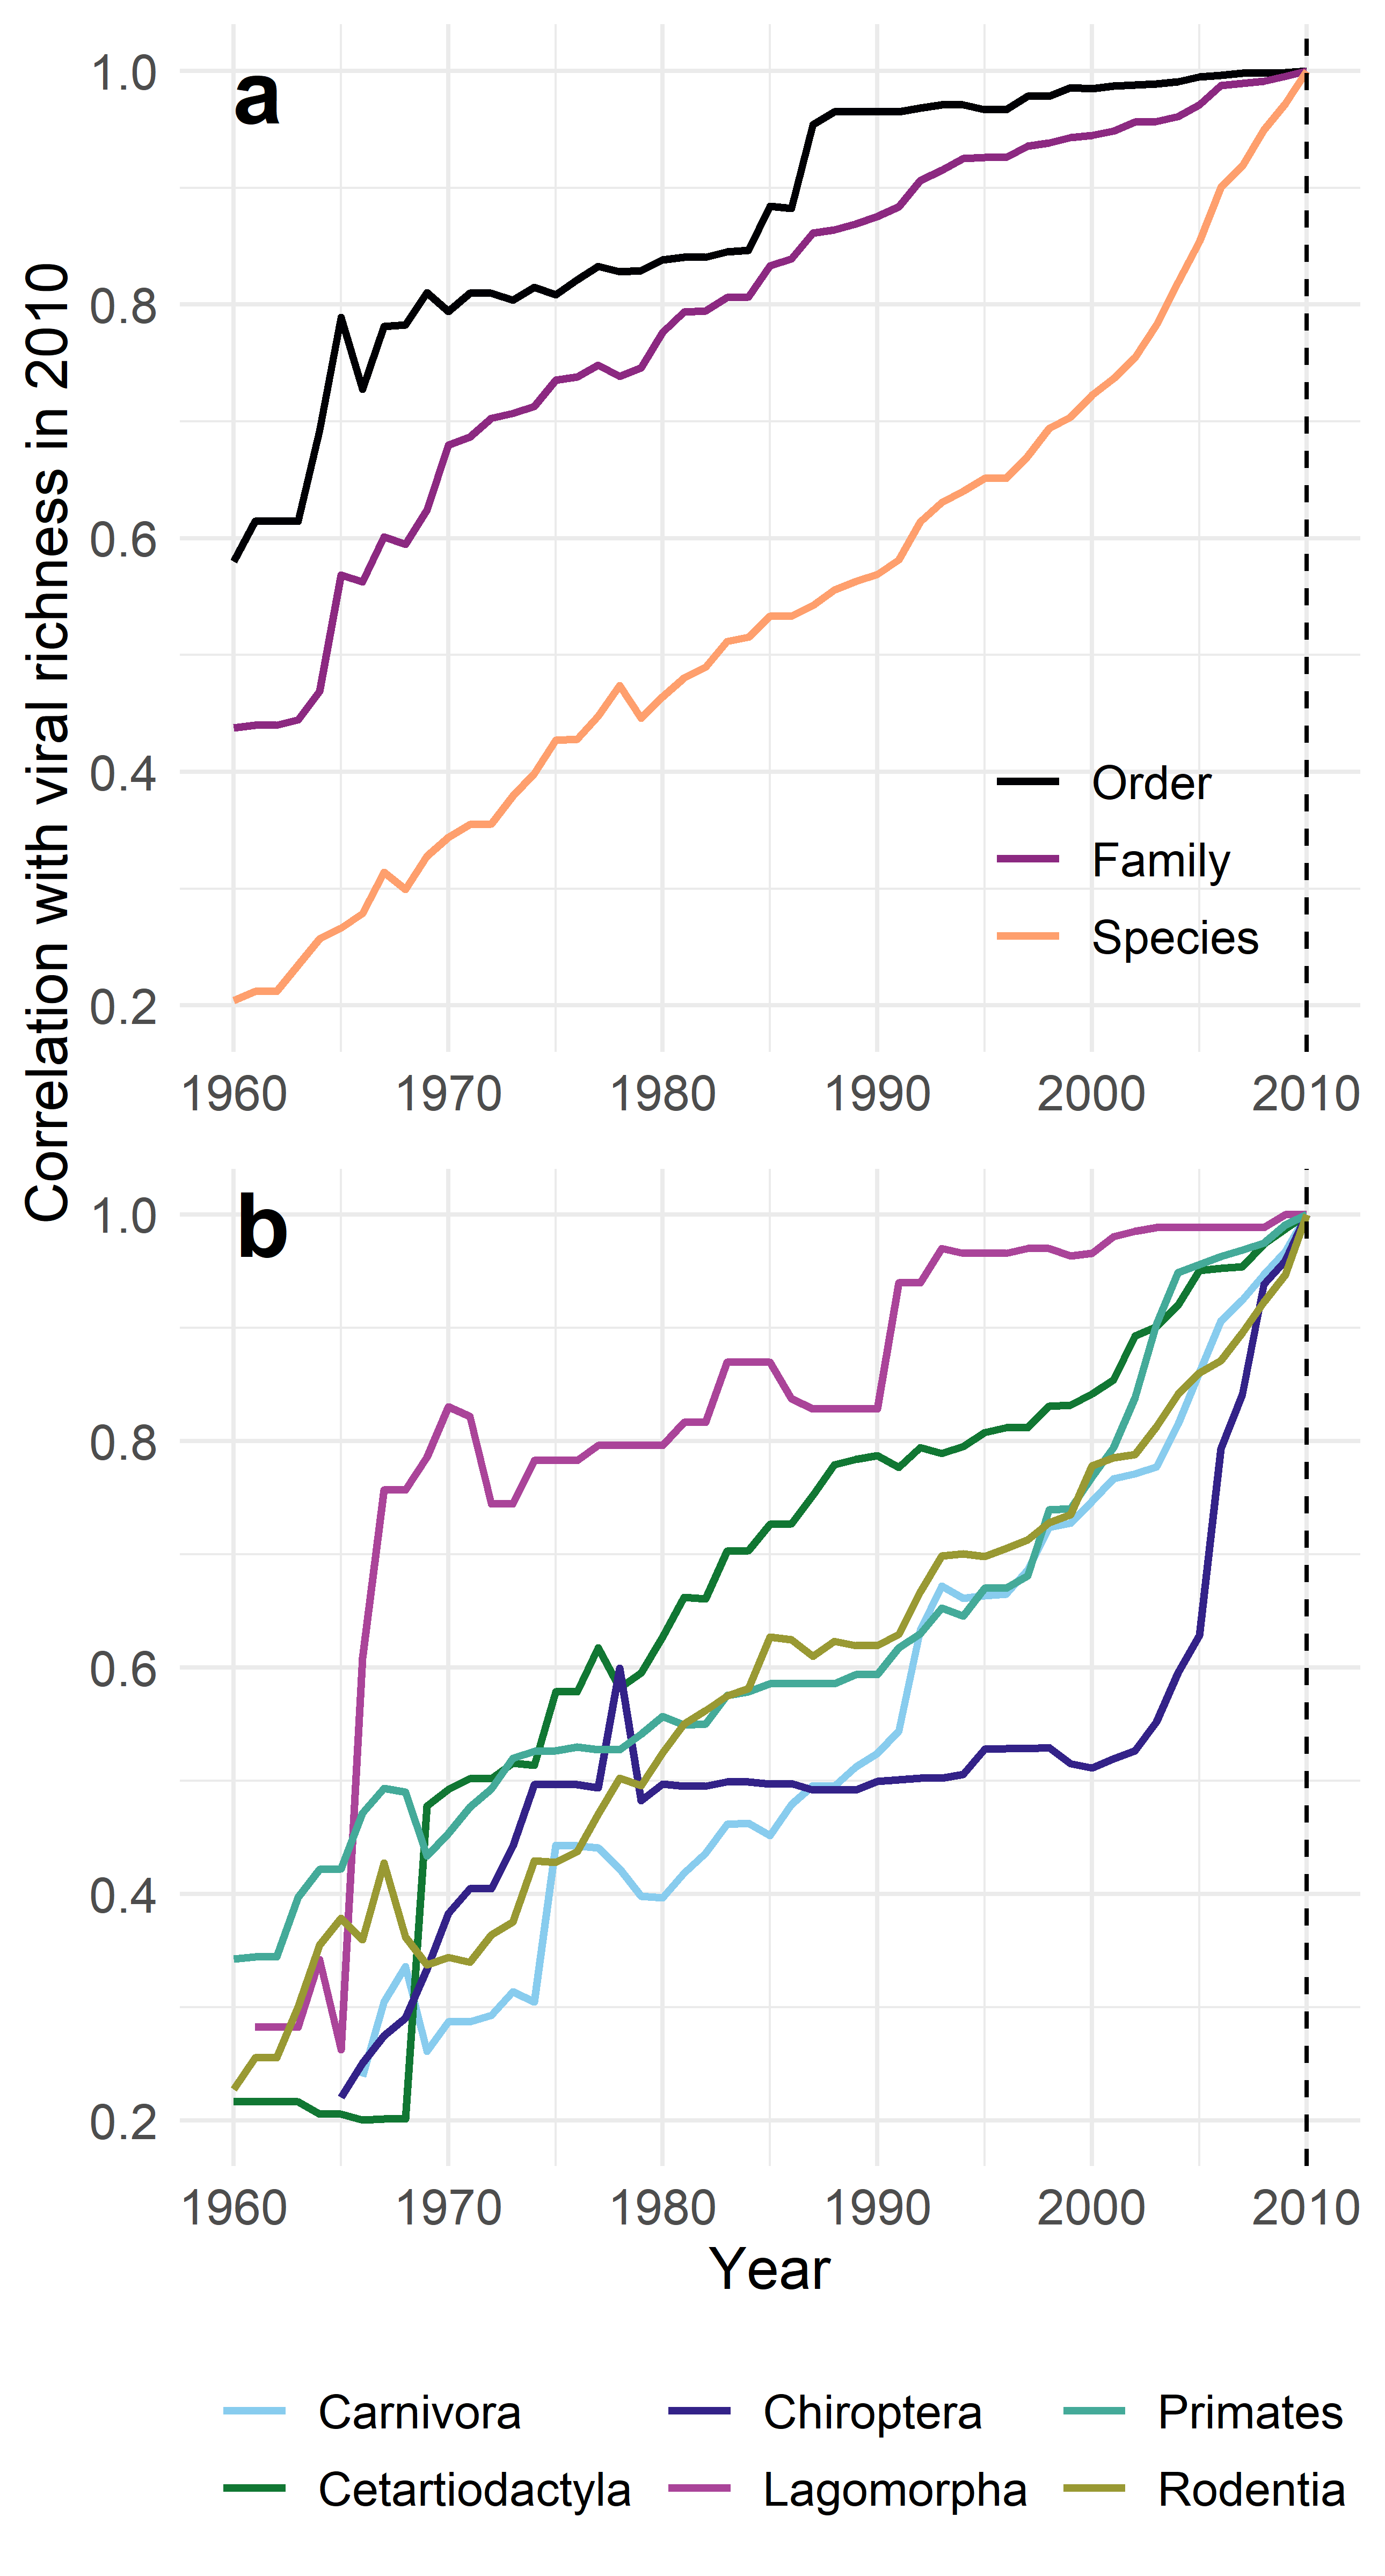 Correlation with viral richness in 2010
a
1.0
0.8
0.6
0.4
0.2
Order
Family
Species
1960 1970 1980 1990 2000 2010
b
1.0
0.8
0.6
0.4
0.2
1960 1970 1980 1990 2000 2010
Year
Carnivora Chiroptera Primates
Cetartiodactyla Lagomorpha Rodentia